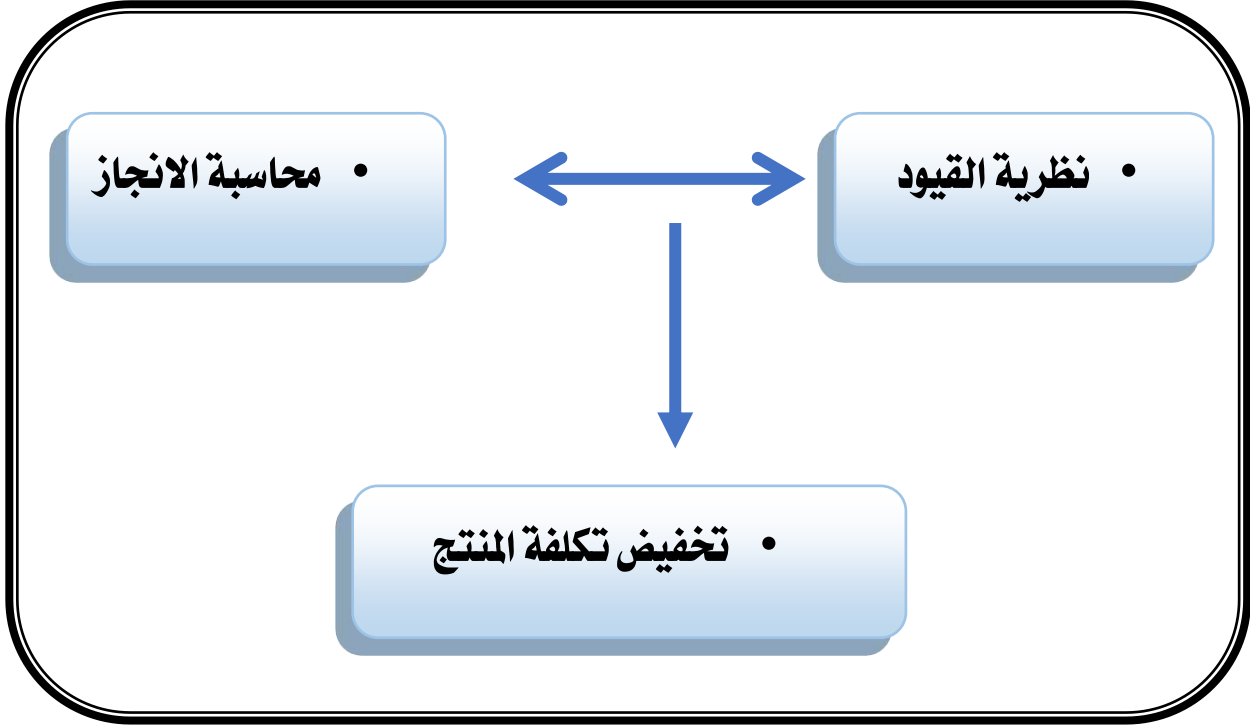 • نظرية القيود
• محاسبة الانجاز
• تخفيض تكلفة المنتج